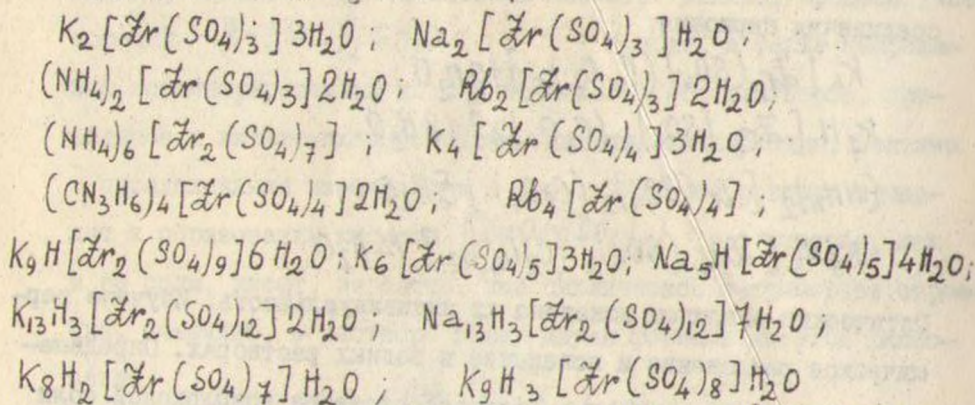 K₂[Zr(SO₄)₃]3H₂O; Na₂[Zr(SO₄)₃]H₂O;
(NH₄)₂[Zr(SO₄)₃]2H₂O; Rb₂[Zr(SO₄)₃]2H₂O;
(NH₄)₆[Zr₂(SO₄)₇]; K₄[Zr(SO₄)₄]3H₂O;
(CN₃H₆)₄[Zr(SO₄)₄]2H₂O; Rb₄[Zr(SO₄)₄];
K₉H[Zr₂(SO₄)₉]6H₂O; K₆[Zr(SO₄)₅]3H₂O; Na₅H[Zr(SO₄)₅]4H₂O;
K₁₃H₃[Zr₂(SO₄)₁₂]2H₂O; Na₁₃H₃[Zr₂(SO₄)₁₂]7H₂O;
K₈H₂[Zr(SO₄)₇]H₂O; K₉H₃[Zr(SO₄)₈]H₂O